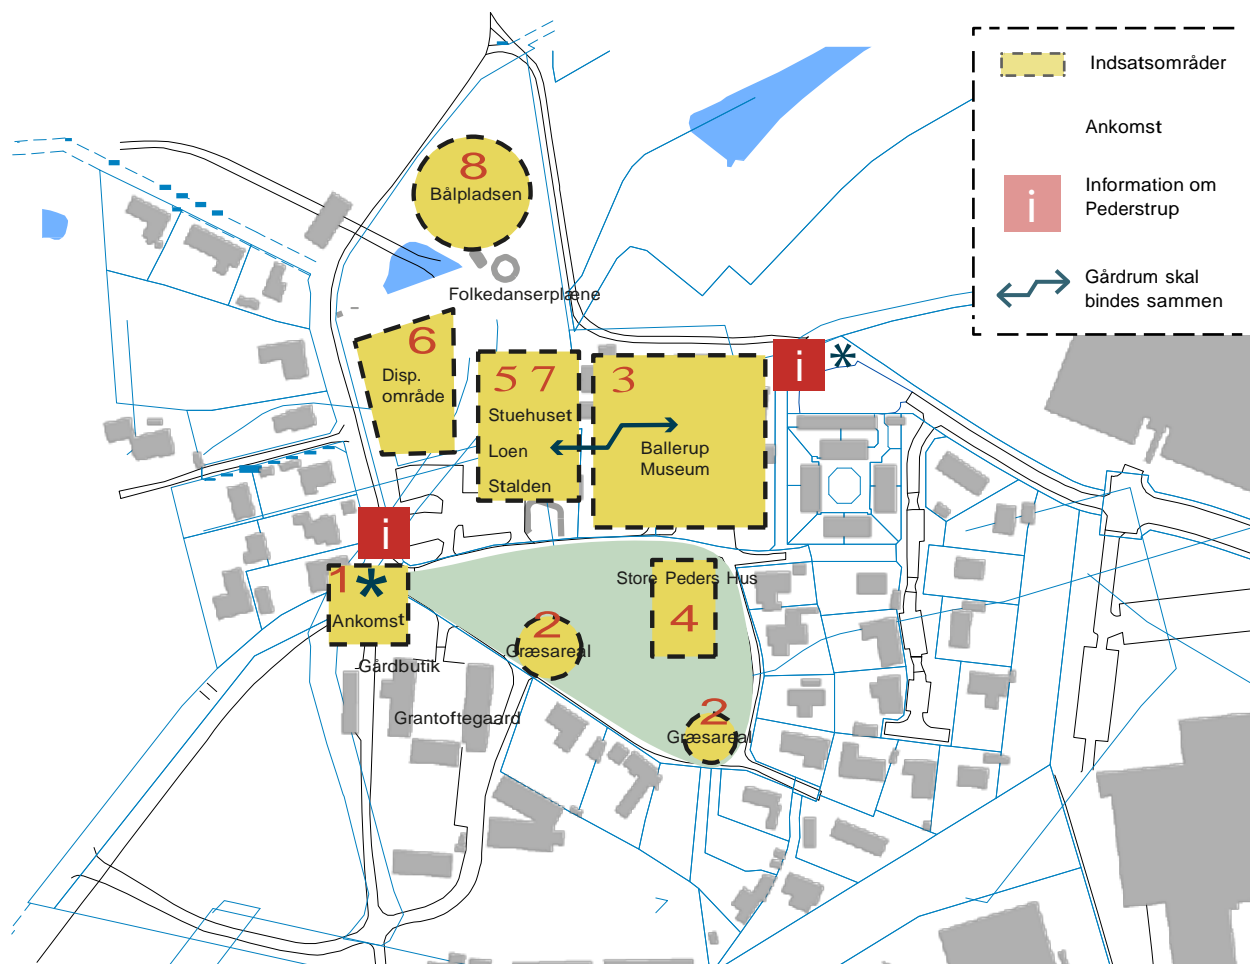 Indsatsområder
Ankomst
i
Information om
Pederstrup
Gårdrum skal
bindes sammen
8
Bålpladsen
Folkedanserplæne
6
Disp.
område
5 7
Stuehuset
Loen
Stalden
3
Ballerup
Museum
i
*
i
1
*
Ankomst
Gårdbutik
Grantoftegaard
2
Græsareal
Store Peders Hus
4
2
Græsareal